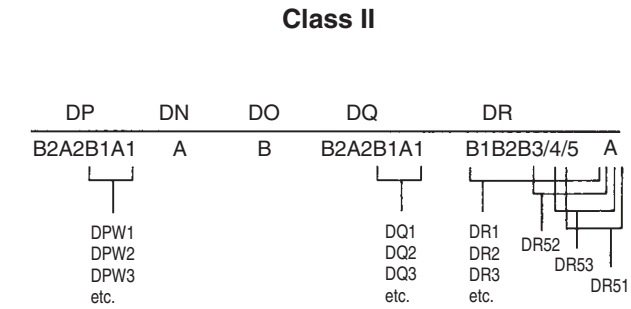 Class II
DP DN DO DQ DR
B2A2B1A1 A B B2A2B1A1 B1B2B3/4/5 A
DPW1 DQ1 DR1 DR52 DR53 DR51
DPW2 DQ2 DR2
DPW3 DQ3 DR3
etc. etc. etc.